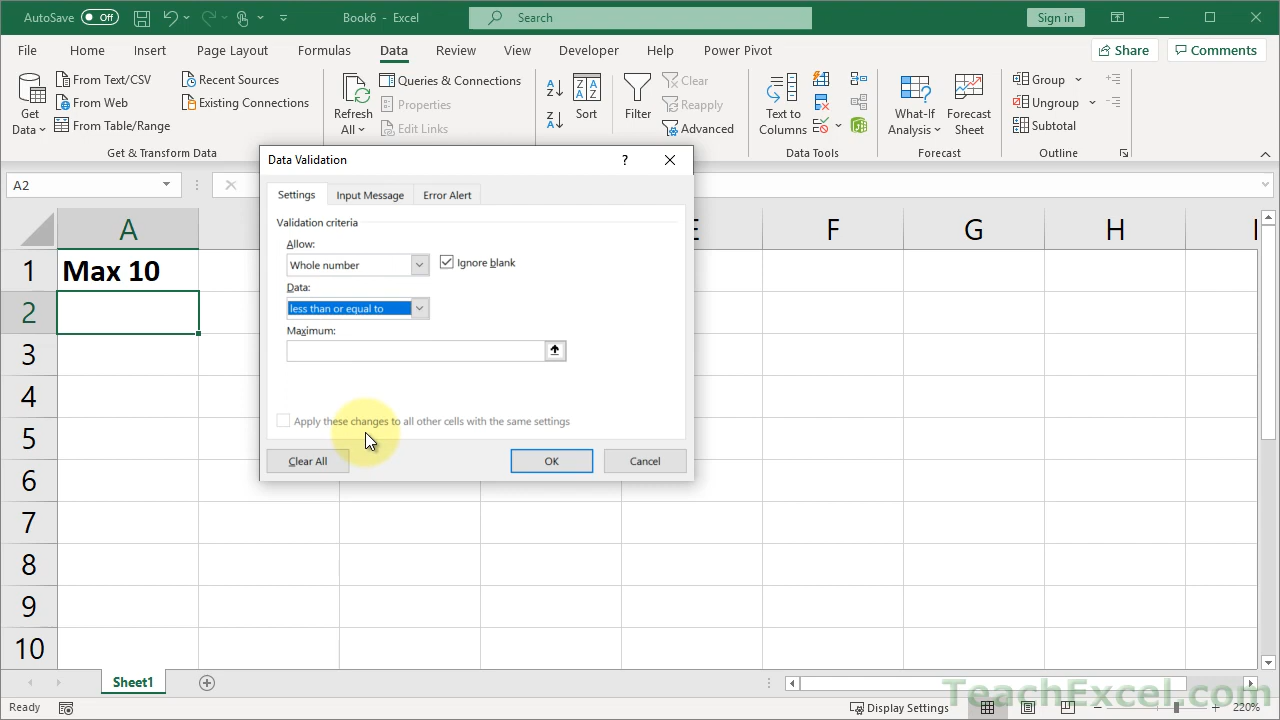 AutoSave Off Book6 - Excel Search Sign in
File Home Insert Page Layout Formulas Data Review View Developer Help Power Pivot Share Comments
Get Data
From Text/CSV
From Web
From Table/Range
Recent Sources
Existing Connections
Get & Transform Data
Refresh All
Queries & Connections
Properties
Edit Links
Sort
Filter
Clear
Reapply
Advanced
Text to Columns
Data Tools
What-If Analysis
Forecast Sheet
Forecast
Group
Ungroup
Subtotal
Outline
A2
Data Validation ?
Settings Input Message Error Alert
Validation criteria
Allow:
Whole number Ignore blank
Data:
less than or equal to
Maximum:
Apply these changes to all other cells with the same settings
Clear All OK Cancel
A E F G H I
1 Max 10
2
3
4
5
6
7
8
9
10
Sheet1
Ready Display Settings 220%
TeachExcel.com